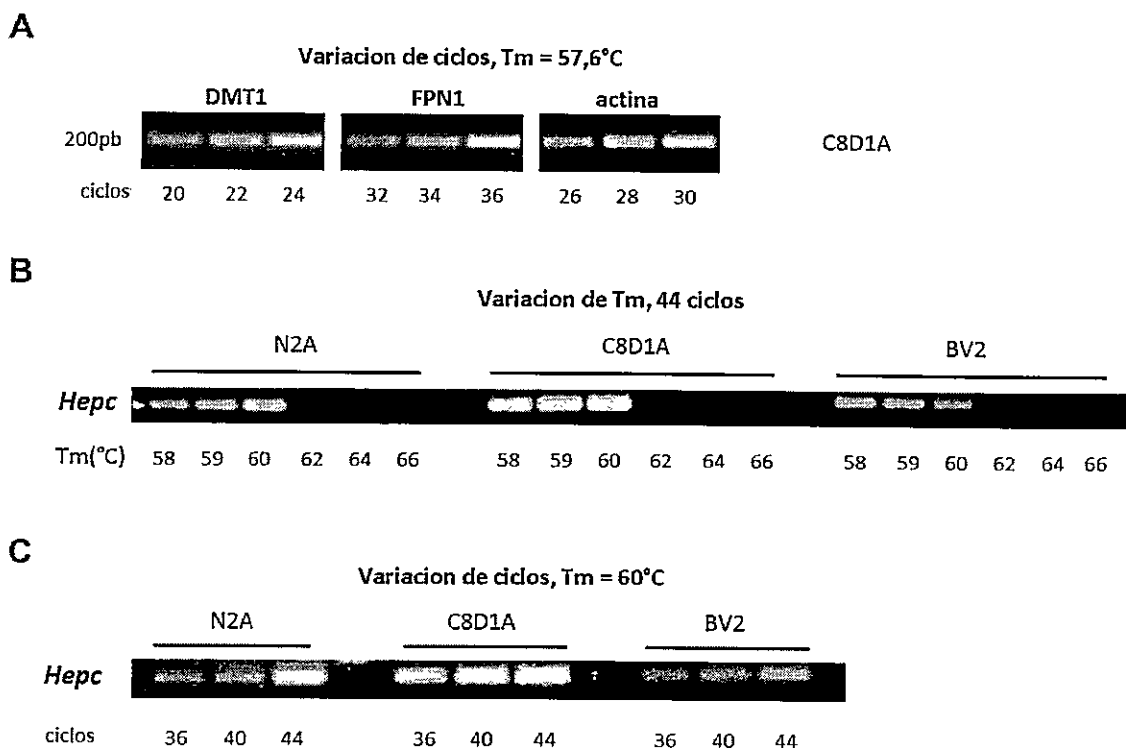 A
Variacion de ciclos, Tm = 57,6°C
DMT1 FPN1 actina
200pb C8D1A
ciclos 20 22 24 32 34 36 26 28 30
B
Variacion de Tm, 44 ciclos
N2A C8D1A BV2
Hepc
Tm(°C) 58 59 60 62 64 66 58 59 60 62 64 66 58 59 60 62 64 66
C
Variacion de ciclos, Tm = 60°C
N2A C8D1A BV2
Hepc
ciclos 36 40 44 36 40 44 36 40 44